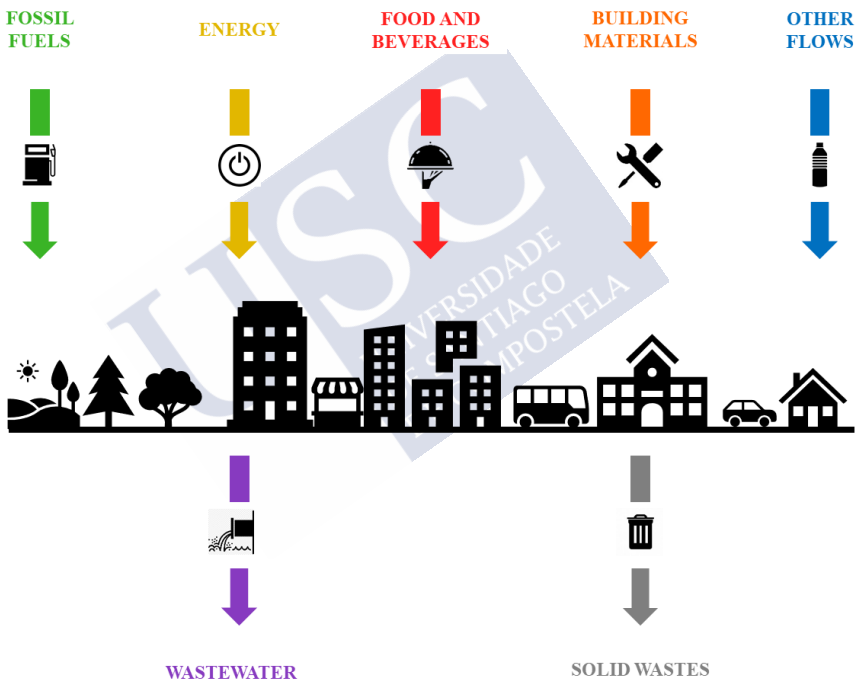 FOSSIL
FUELS
ENERGY
FOOD AND
BEVERAGES
BUILDING
MATERIALS
OTHER
FLOWS
USC
UNIVERSIDADE
DE SANTIAGO
DE COMPOSTELA
WASTEWATER
SOLID WASTES